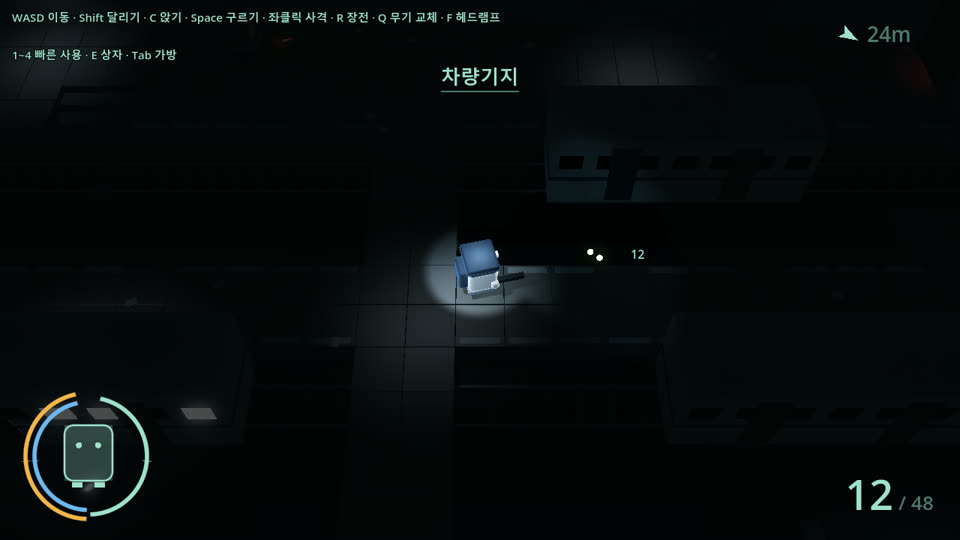 WASD 이동 · Shift 달리기 · C 앉기 · Space 구르기 · 좌클릭 사격 · R 장전 · Q 무기 교체 · F 헤드램프
24m
1~4 빠른 사용 · E 상자 · Tab 가방
차량기지
12
12 / 48